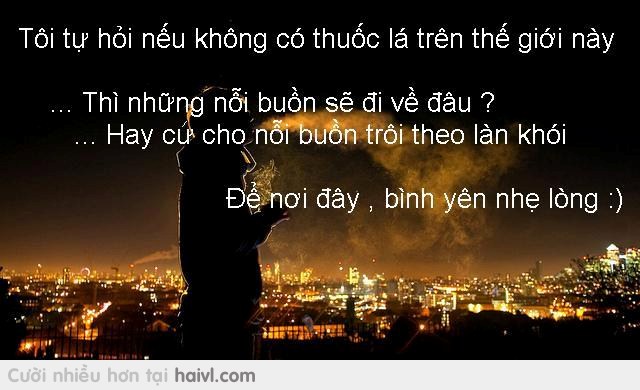 Tôi tự hỏi nếu không có thuốc lá trên thế giới này
... Thì những nỗi buồn sẽ đi về đâu ?
... Hay cứ cho nỗi buồn trôi theo làn khói
Để nơi đây , bình yên nhẹ lòng :)
Cười nhiều hơn tại haivl.com